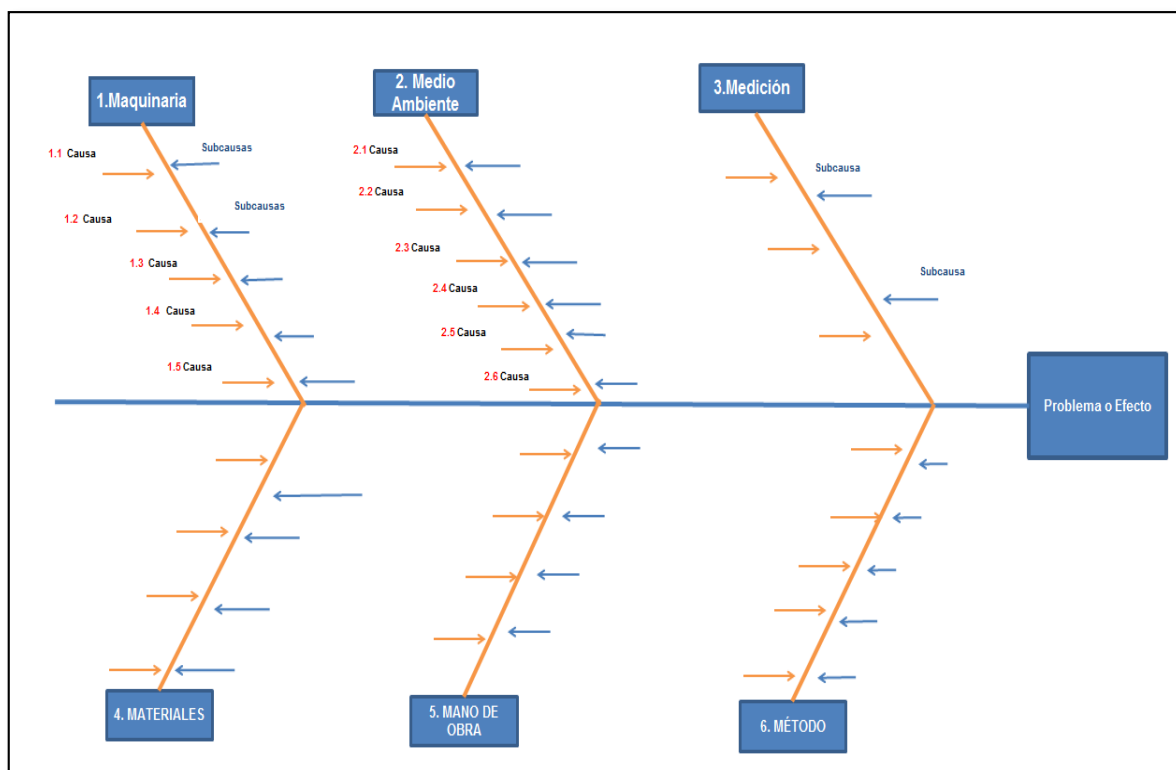 1.Maquinaria
2. Medio
Ambiente
3.Medición
1.1 Causa
Subcausas
1.2 Causa
Subcausas
1.3 Causa
1.4 Causa
1.5 Causa
2.1 Causa
2.2 Causa
2.3 Causa
2.4 Causa
2.5 Causa
2.6 Causa
Subcausa
Subcausa
Problema o Efecto
4. MATERIALES
5. MANO DE
OBRA
6. MÉTODO